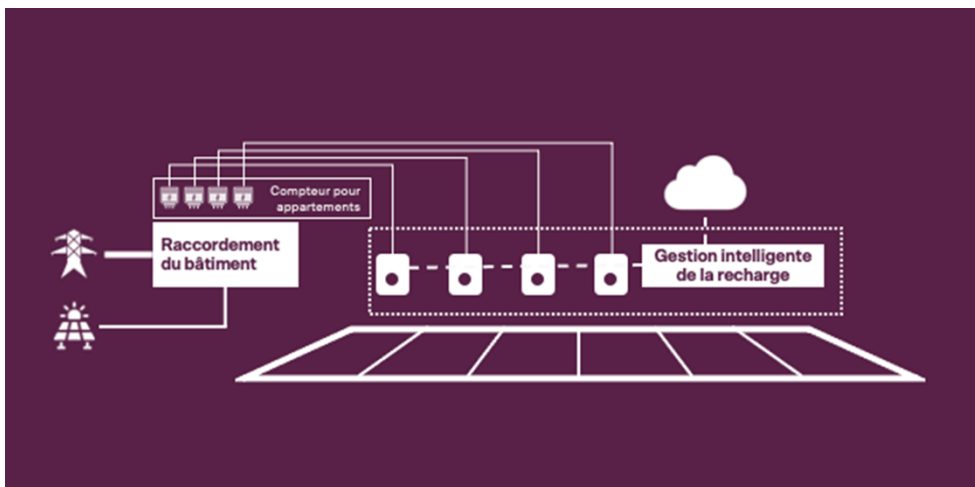 Compteur pour
appartements
Raccordement
du bâtiment
Gestion intelligente
de la recharge